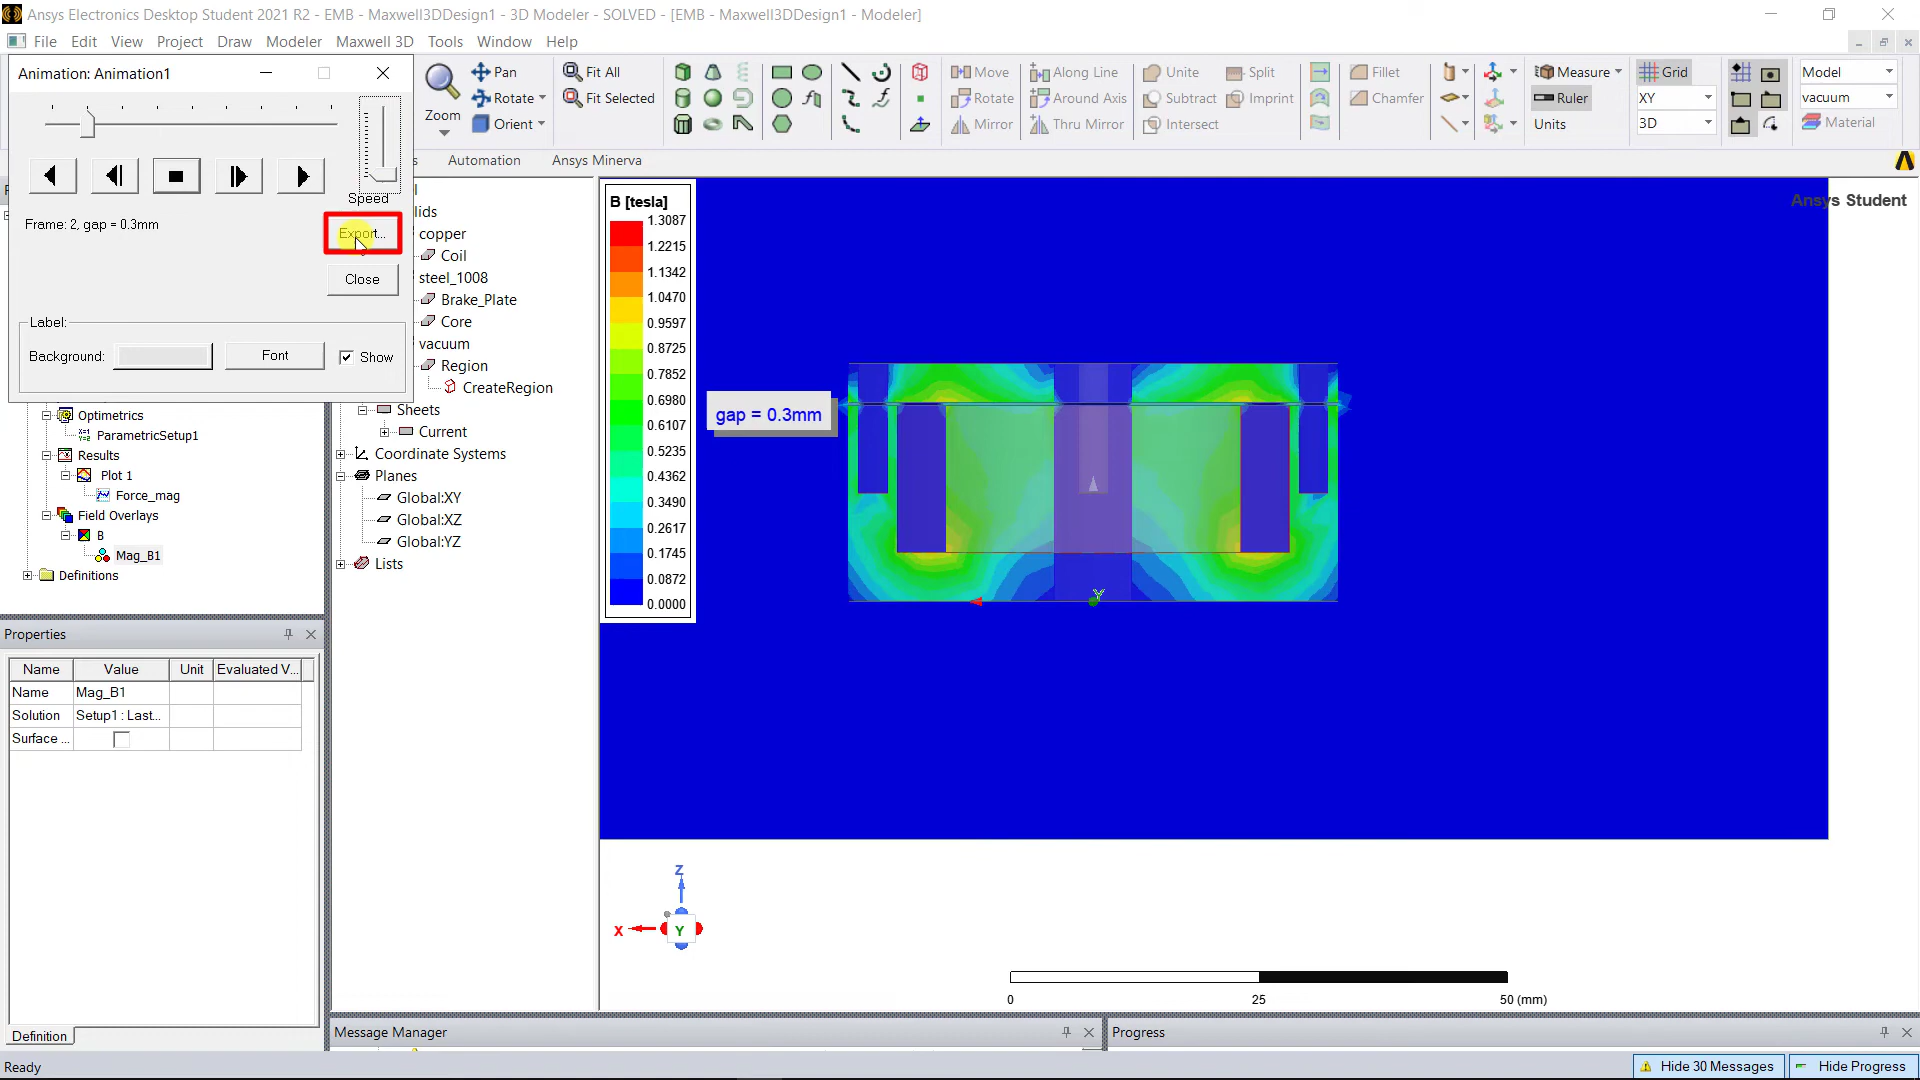 Ansys Electronics Desktop Student 2021 R2 - EMB - Maxwell3DDesign1 - 3D Modeler - SOLVED - [EMB - Maxwell3DDesign1 - Modeler]
File Edit View Project Draw Modeler Maxwell 3D Tools Window Help
Animation: Animation1
Speed
Frame: 2, gap = 0.3mm
Export...
Close
Label:
Background: Font Show
Zoom
Pan
Rotate
Orient
Fit All
Fit Selected
Move
Rotate
Mirror
Along Line
Around Axis
Thru Mirror
Unite
Subtract
Intersect
Split
Imprint
Fillet
Chamfer
Measure
Ruler
Units
Grid
XY
3D
Model
vacuum
Material
Automation Ansys Minerva
Optimetrics
ParametricSetup1
Results
Plot 1
Force_mag
Field Overlays
B
Mag_B1
Definitions
lids
copper
Coil
steel_1008
Brake_Plate
Core
vacuum
Region
CreateRegion
Sheets
Current
Coordinate Systems
Planes
Global:XY
Global:XZ
Global:YZ
Lists
Properties
Name Value Unit Evaluated V...
Name Mag_B1
Solution Setup1 : Last...
Surface ...
Definition
B [tesla]
1.3087
1.2215
1.1342
1.0470
0.9597
0.8725
0.7852
0.6980
0.6107
0.5235
0.4362
0.3490
0.2617
0.1745
0.0872
0.0000
gap = 0.3mm
Ansys Student
Y
Z
X
Y
0 25 50 (mm)
Message Manager
Progress
Ready
Hide 30 Messages
Hide Progress